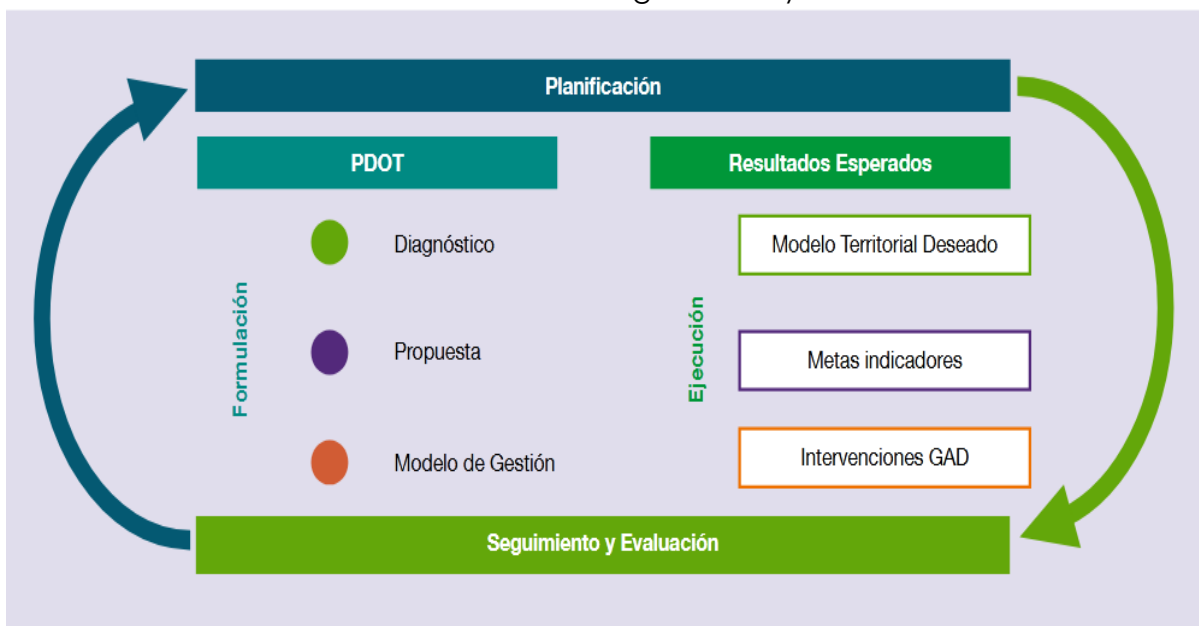 Planificación
PDOT
Resultados Esperados
Formulación
Diagnóstico
Propuesta
Modelo de Gestión
Ejecución
Modelo Territorial Deseado
Metas indicadores
Intervenciones GAD
Seguimiento y Evaluación